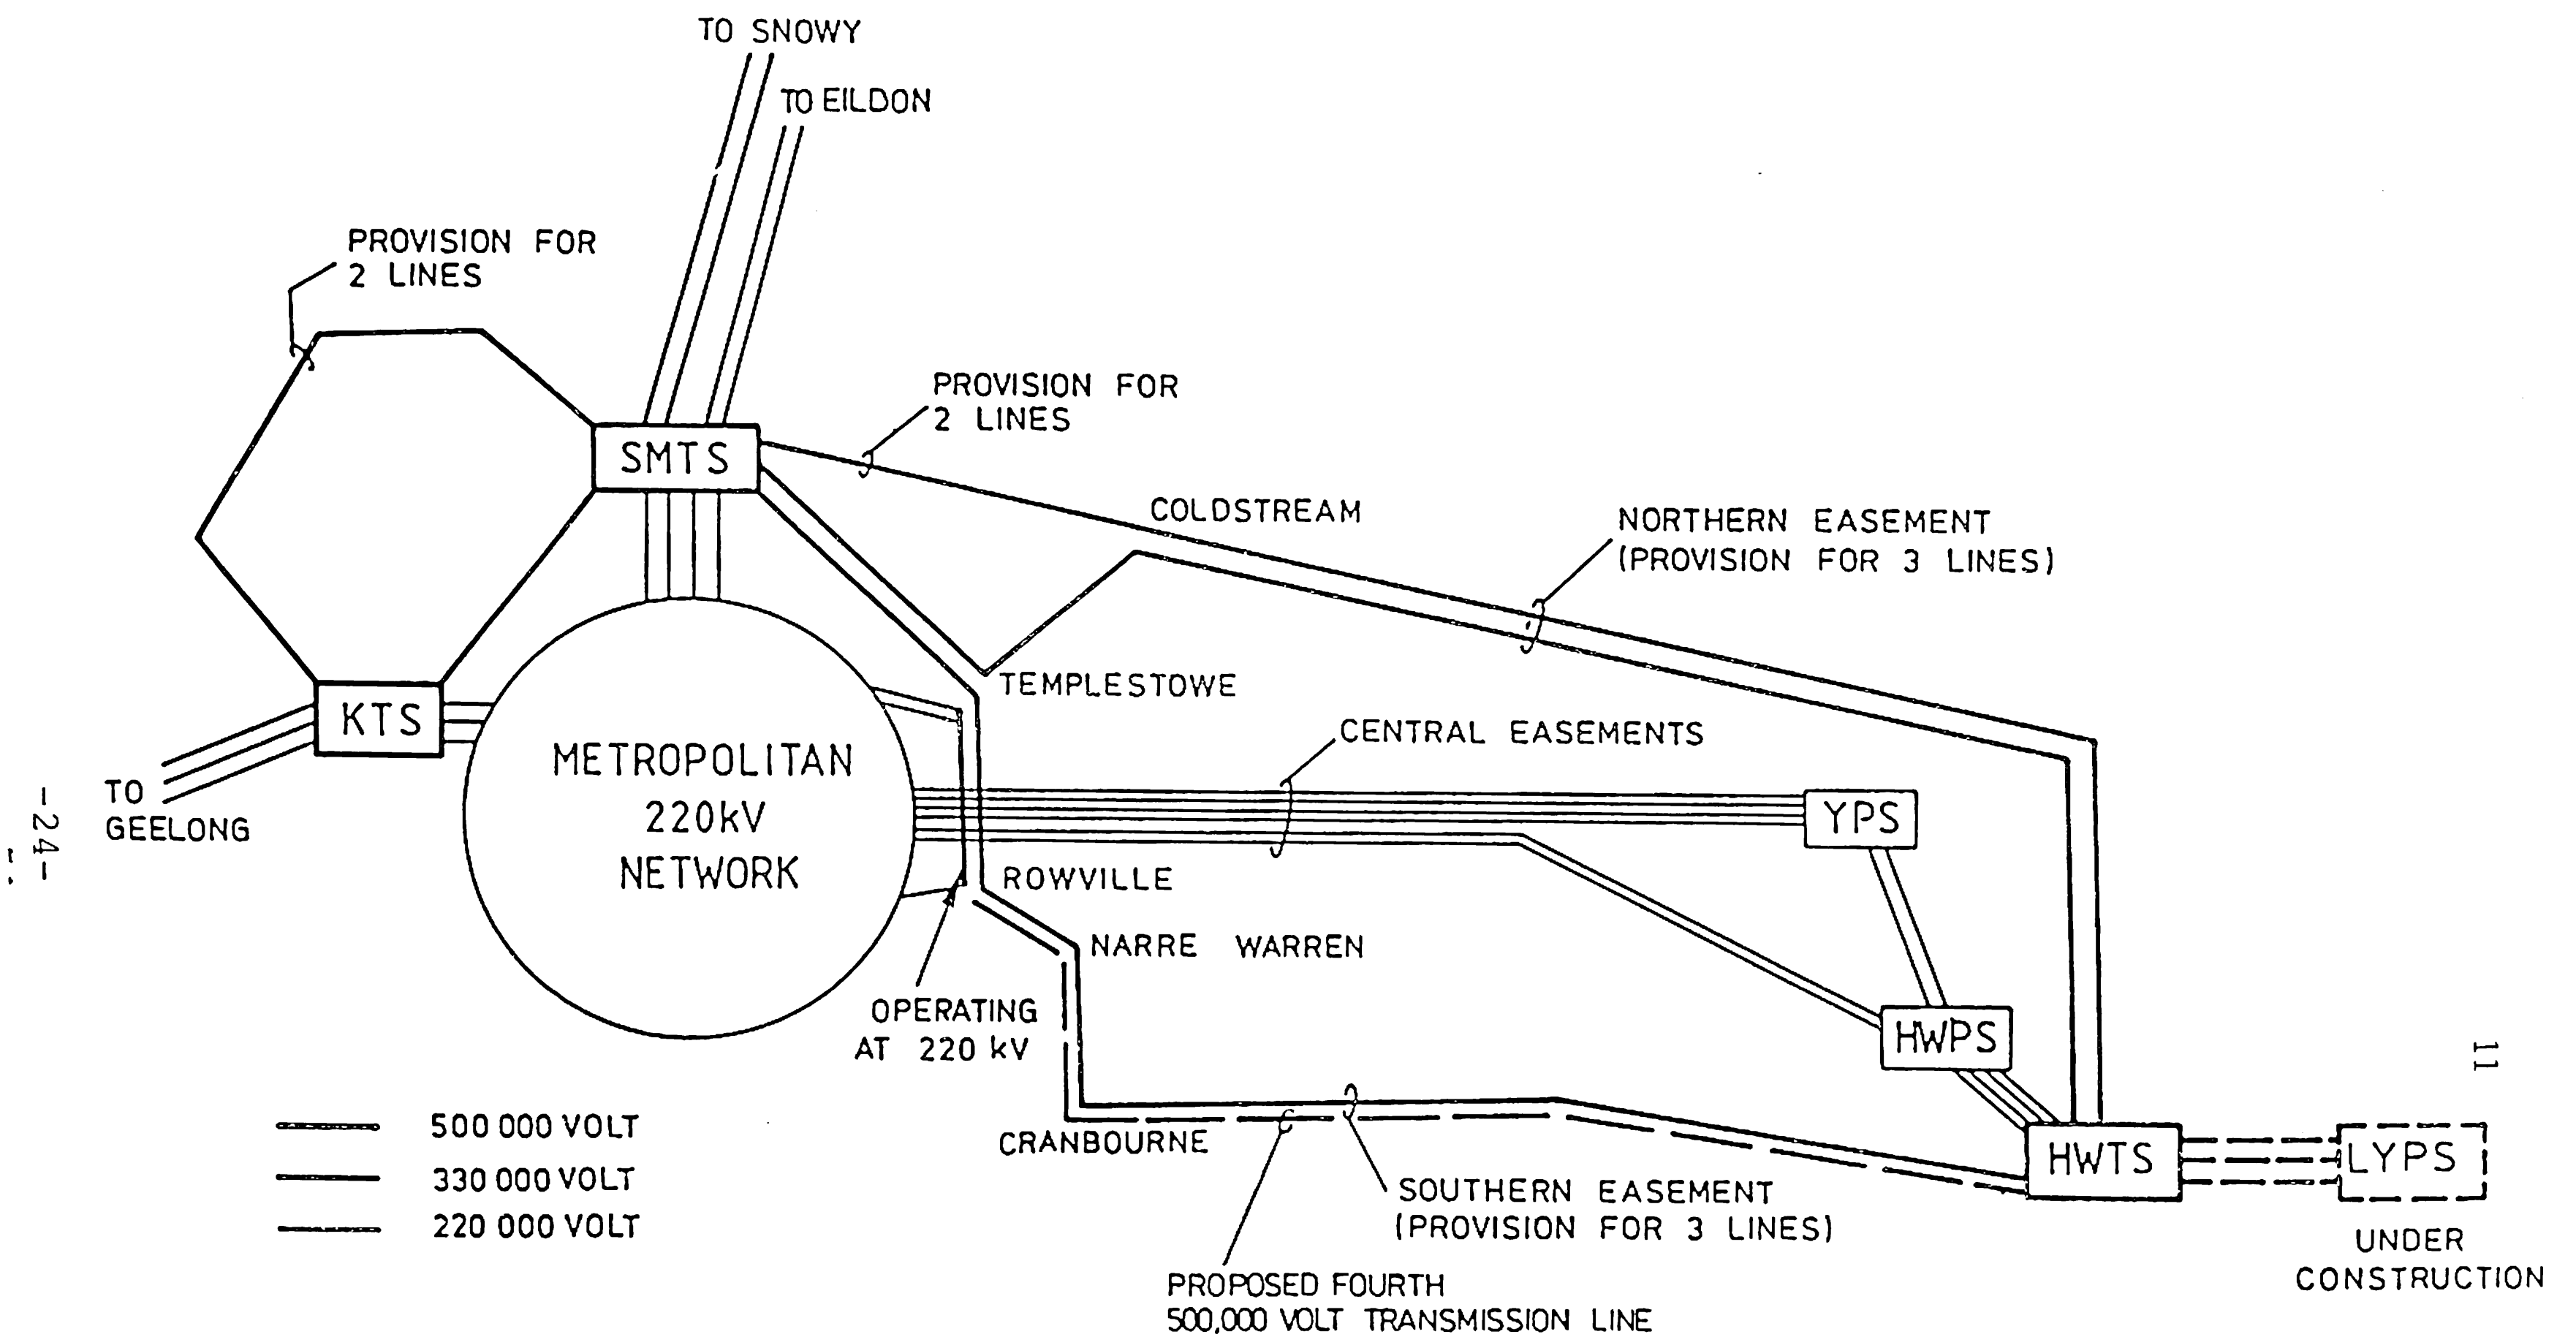 TO SNOWY
TO EILDON
PROVISION FOR
2 LINES
PROVISION FOR
2 LINES
SMTS
COLDSTREAM
NORTHERN EASEMENT
(PROVISION FOR 3 LINES)
TEMPLESTOWE
KTS
CENTRAL EASEMENTS
METROPOLITAN
220kV
NETWORK
TO
GEELONG
-24-
YPS
ROWVILLE
NARRE WARREN
OPERATING
AT 220 kV
HWPS
11
500 000 VOLT
330 000 VOLT
220 000 VOLT
CRANBOURNE
HWTS
LYPS
SOUTHERN EASEMENT
(PROVISION FOR 3 LINES)
UNDER
CONSTRUCTION
PROPOSED FOURTH
500,000 VOLT TRANSMISSION LINE